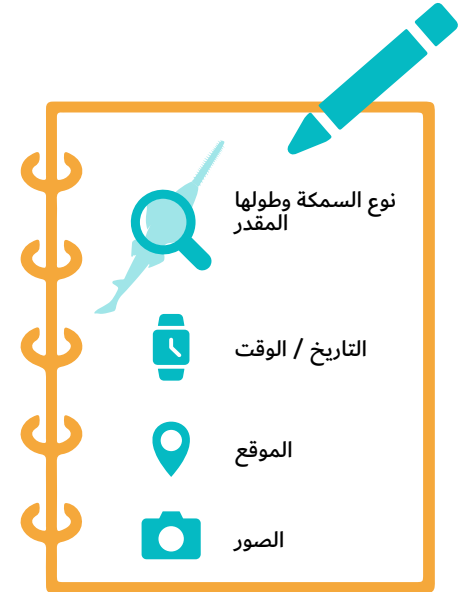 نوع السمكة وطولها
المقدر
التاريخ / الوقت
الموقع
الصور